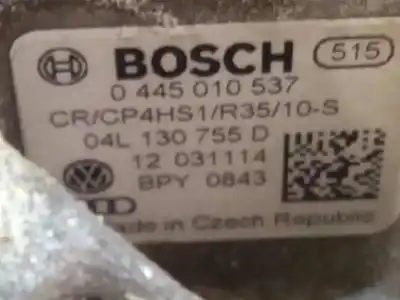 BOSCH 515
0 445 010 537
CR/CP4HS1/R35/10-S
04L 130 755 D
12 031114
BPY 0843
in Czech Republic